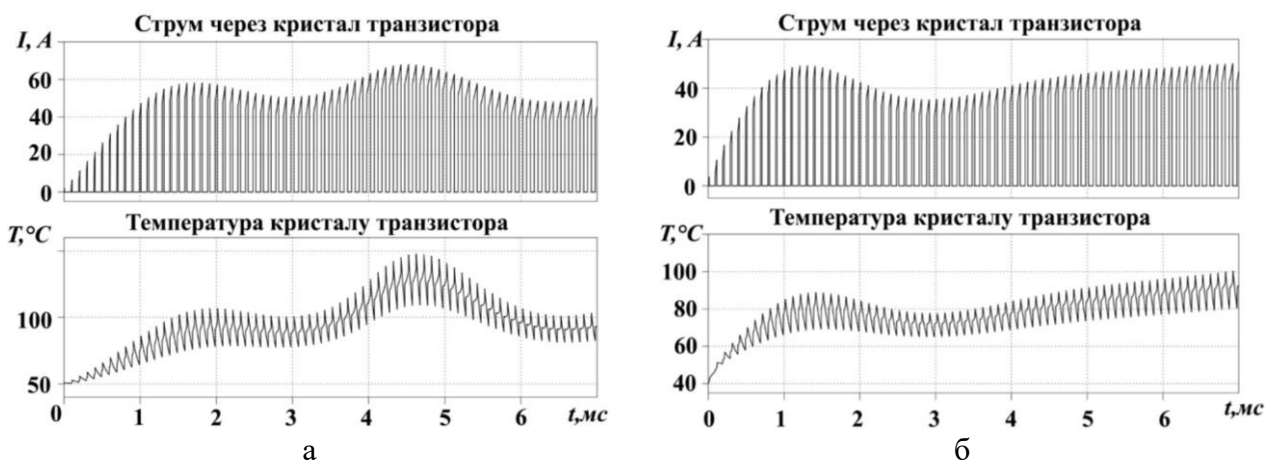 Струм через кристал транзистора
I, A
60
40
20
0
Температура кристалу транзистора
T,°C
100
50
0 1 2 3 4 5 6 t,мс
а
Струм через кристал транзистора
I, A
40
20
0
Температура кристалу транзистора
T,°C
100
80
60
40
0 1 2 3 4 5 6 t,мс
б